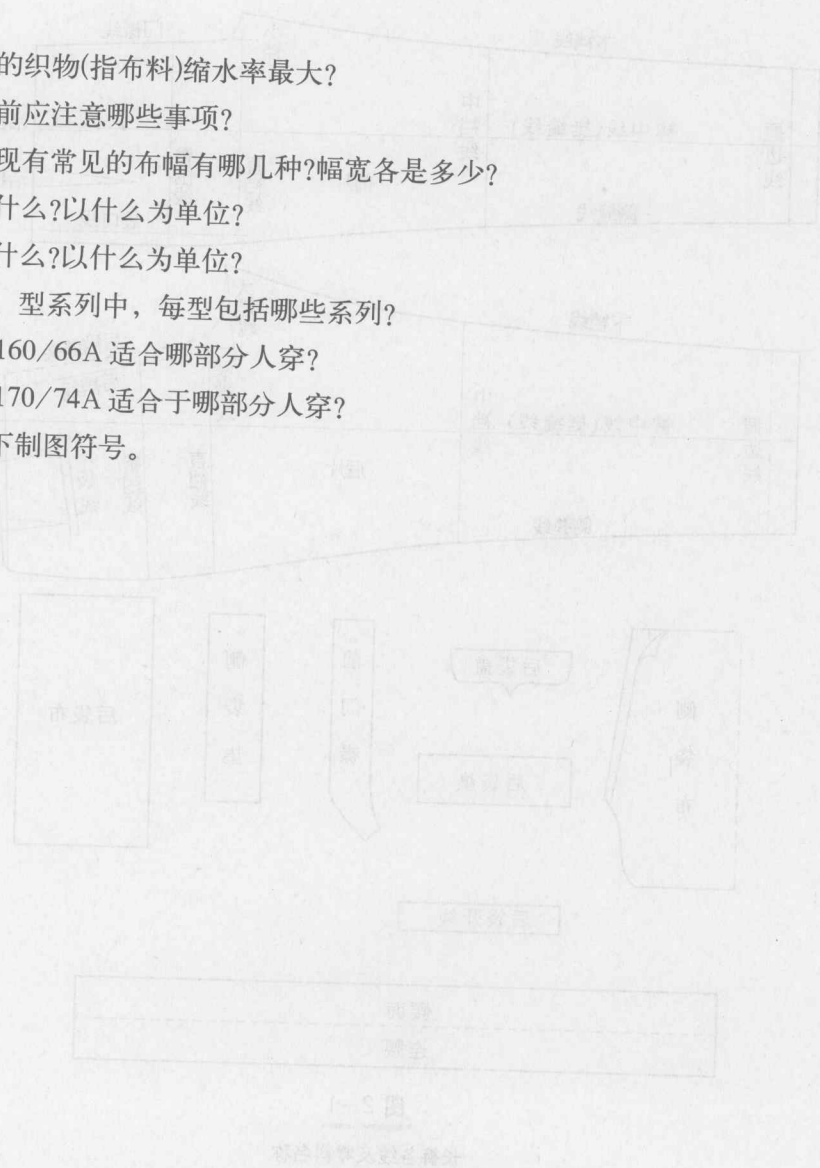 的织物(指布料)缩水率最大?
前应注意哪些事项?
现有常见的布幅有哪几种?幅宽各是多少?
什么?以什么为单位?
什么?以什么为单位?
型系列中，每型包括哪些系列?
160/66A 适合哪部分人穿?
170/74A 适合于哪部分人穿?
下制图符号。